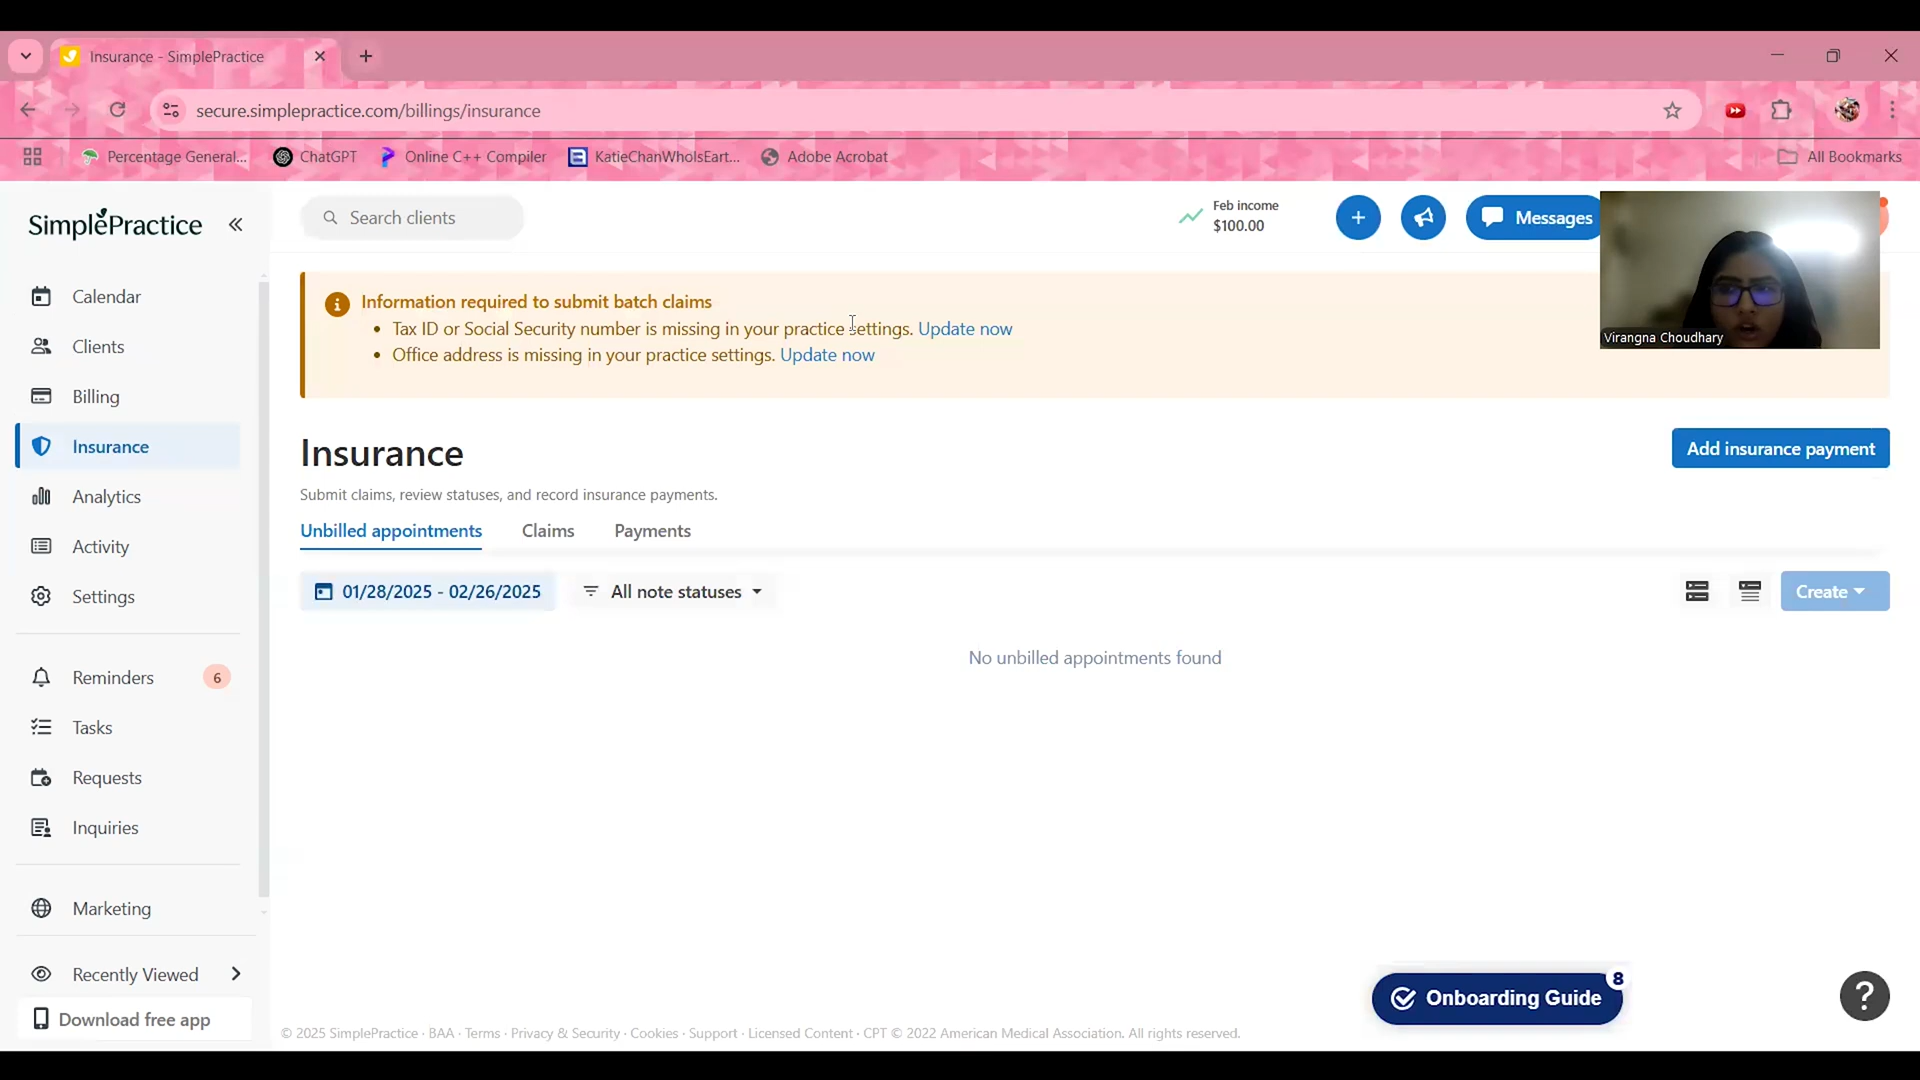 Insurance - SimplePractice
secure.simplepractice.com/billings/insurance
Percentage General...
ChatGPT
Online C++ Compiler
KatieChanWhoIsEart...
Adobe Acrobat
All Bookmarks
SimplePractice
Search clients
Feb income
$100.00
Messages
Virangna Choudhary
Calendar
Clients
Billing
Insurance
Analytics
Activity
Settings
Reminders 6
Tasks
Requests
Inquiries
Marketing
Recently Viewed
Download free app
Information required to submit batch claims
Tax ID or Social Security number is missing in your practice settings. Update now
Office address is missing in your practice settings. Update now
Insurance
Add insurance payment
Submit claims, review statuses, and record insurance payments.
Unbilled appointments Claims Payments
01/28/2025 - 02/26/2025 All note statuses Create
No unbilled appointments found
Onboarding Guide 8
?
© 2025 SimplePractice · BAA · Terms · Privacy & Security · Cookies · Support · Licensed Content · CPT © 2022 American Medical Association. All rights reserved.